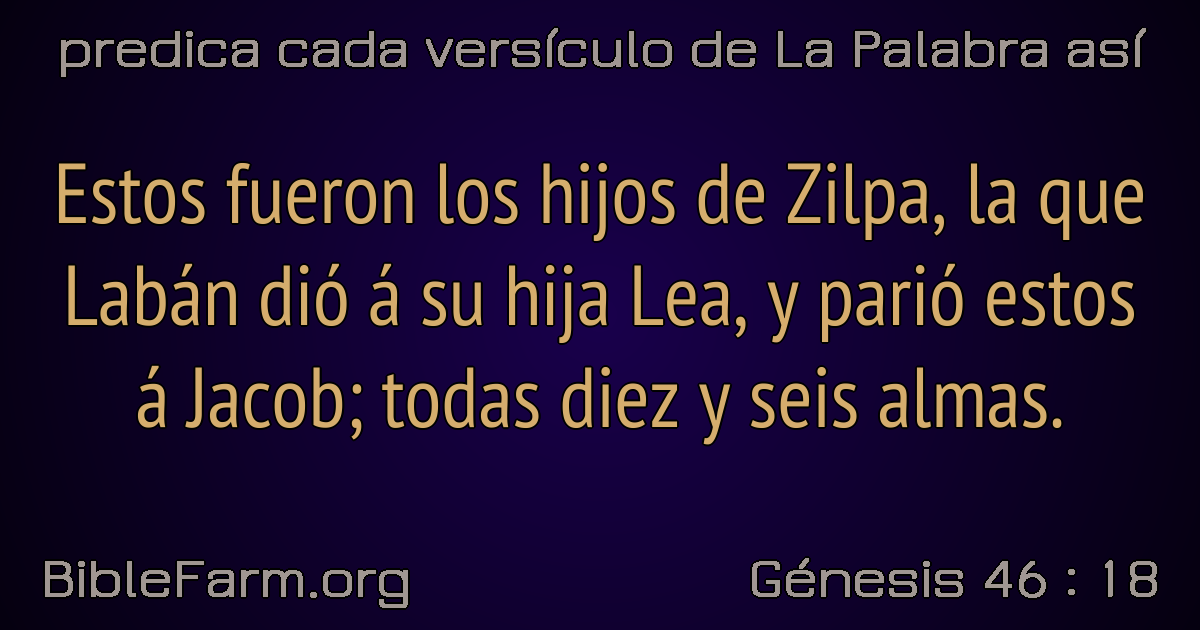 predica cada versículo de La Palabra así
Estos fueron los hijos de Zilpa, la que
Labán dió á su hija Lea, y parió estos
á Jacob; todas diez y seis almas.
BibleFarm.org
Génesis 46 : 18